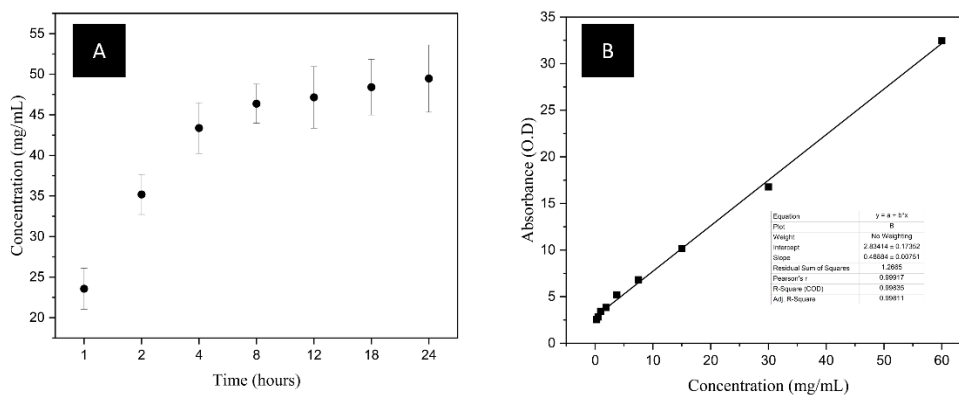 A
Concentration (mg/mL)
50
45
40
35
30
25
20
1 2 4 8 12 18 24
Time (hours)
B
Absorbance (O.D)
35
30
25
20
15
10
5
0
0 10 20 30 40 50 60
Concentration (mg/mL)
Equation y = a + b*x
Plot B
Weight No Weighting
Intercept 2.83414 ± 0.17352
Slope 0.48884 ± 0.00751
Residual Sum of Squares 1.2665
Pearson's r 0.99917
R-Square (COD) 0.99835
Adj. R-Square 0.99811